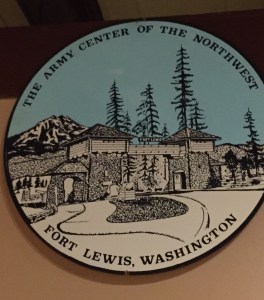 THE ARMY CENTER OF THE NORTHWEST
FORT LEWIS, WASHINGTON